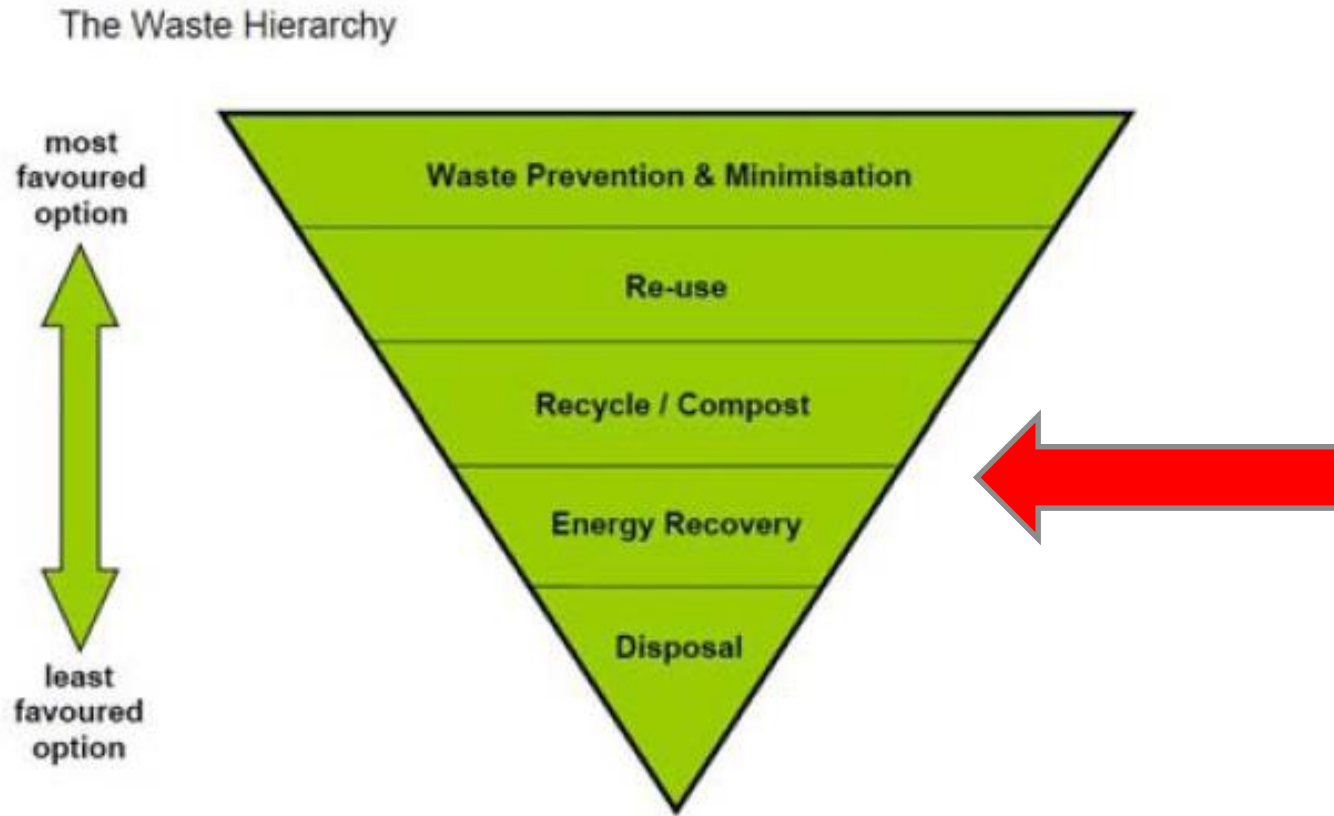 The Waste Hierarchy
most
favoured
option
Waste Prevention & Minimisation
Re-use
Recycle / Compost
Energy Recovery
Disposal
least
favoured
option